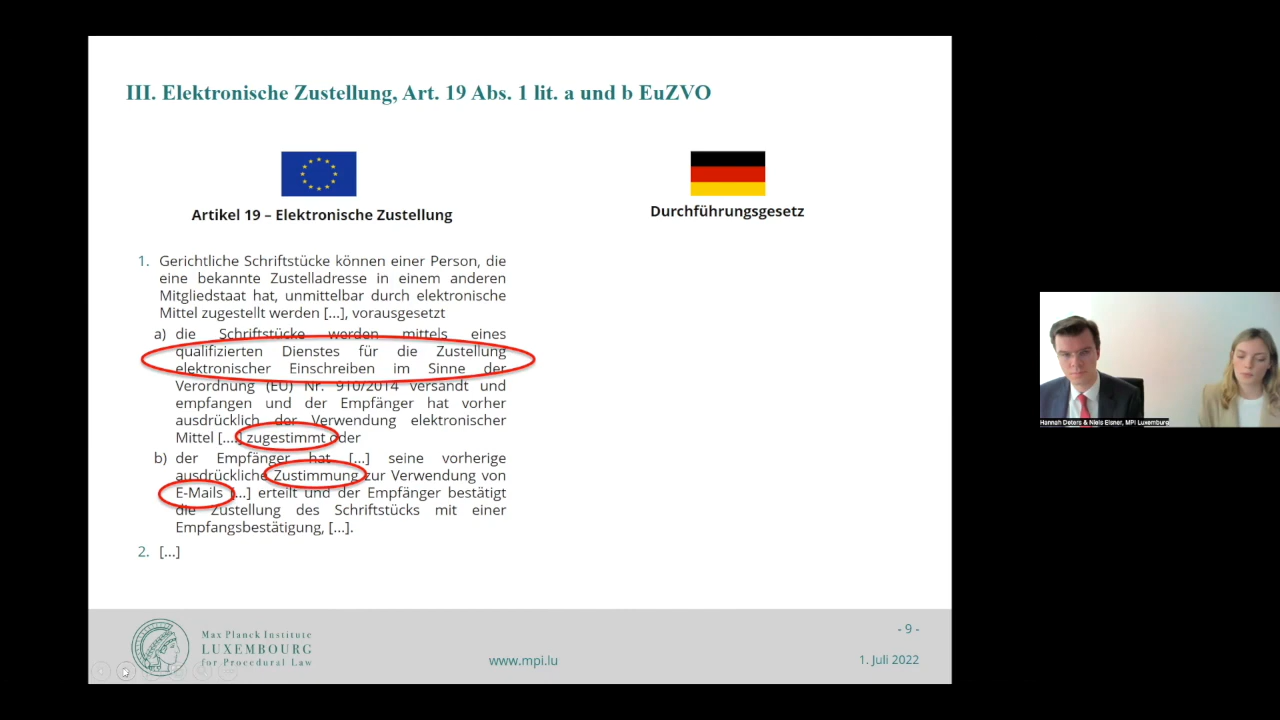 III. Elektronische Zustellung, Art. 19 Abs. 1 lit. a und b EuZVO
Artikel 19 – Elektronische Zustellung
Durchführungsgesetz
1. Gerichtliche Schriftstücke können einer Person, die
eine bekannte Zustelladresse in einem anderen
Mitgliedstaat hat, unmittelbar durch elektronische
Mittel zugestellt werden [...], vorausgesetzt
a) die Schriftstücke werden mittels eines
qualifizierten Dienstes für die Zustellung
elektronischer Einschreiben im Sinne der
Verordnung (EU) Nr. 910/2014 versandt und
empfangen und der Empfänger hat vorher
ausdrücklich der Verwendung elektronischer
Mittel [...] zugestimmt oder
b) der Empfänger hat [...] seine vorherige
ausdrückliche Zustimmung zur Verwendung von
E-Mails [...] erteilt und der Empfänger bestätigt
die Zustellung des Schriftstücks mit einer
Empfangsbestätigung, [...].
2. [...]
Max Planck Institute
LUXEMBOURG
for Procedural Law
www.mpi.lu
- 9 -
1. Juli 2022
Hannah Deters & Niels Elsner, MPI Luxemburg